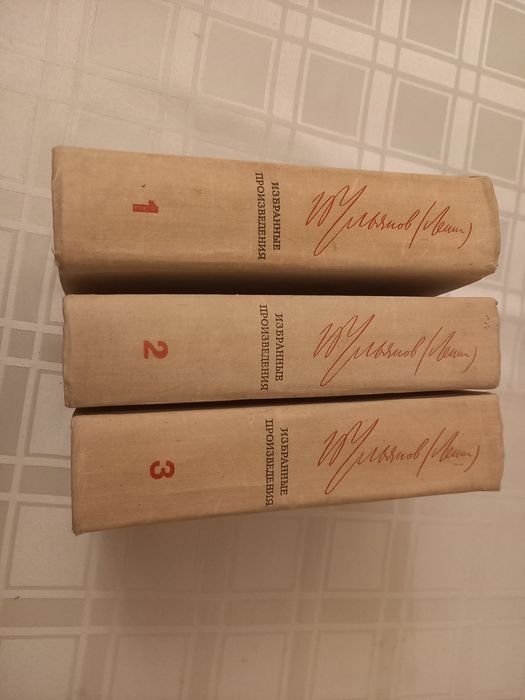 В. Ульянов (Ленин)
ИЗБРАННЫЕ
ПРОИЗВЕДЕНИЯ
1
В. Ульянов (Ленин)
ИЗБРАННЫЕ
ПРОИЗВЕДЕНИЯ
2
В. Ульянов (Ленин)
ИЗБРАННЫЕ
ПРОИЗВЕДЕНИЯ
3